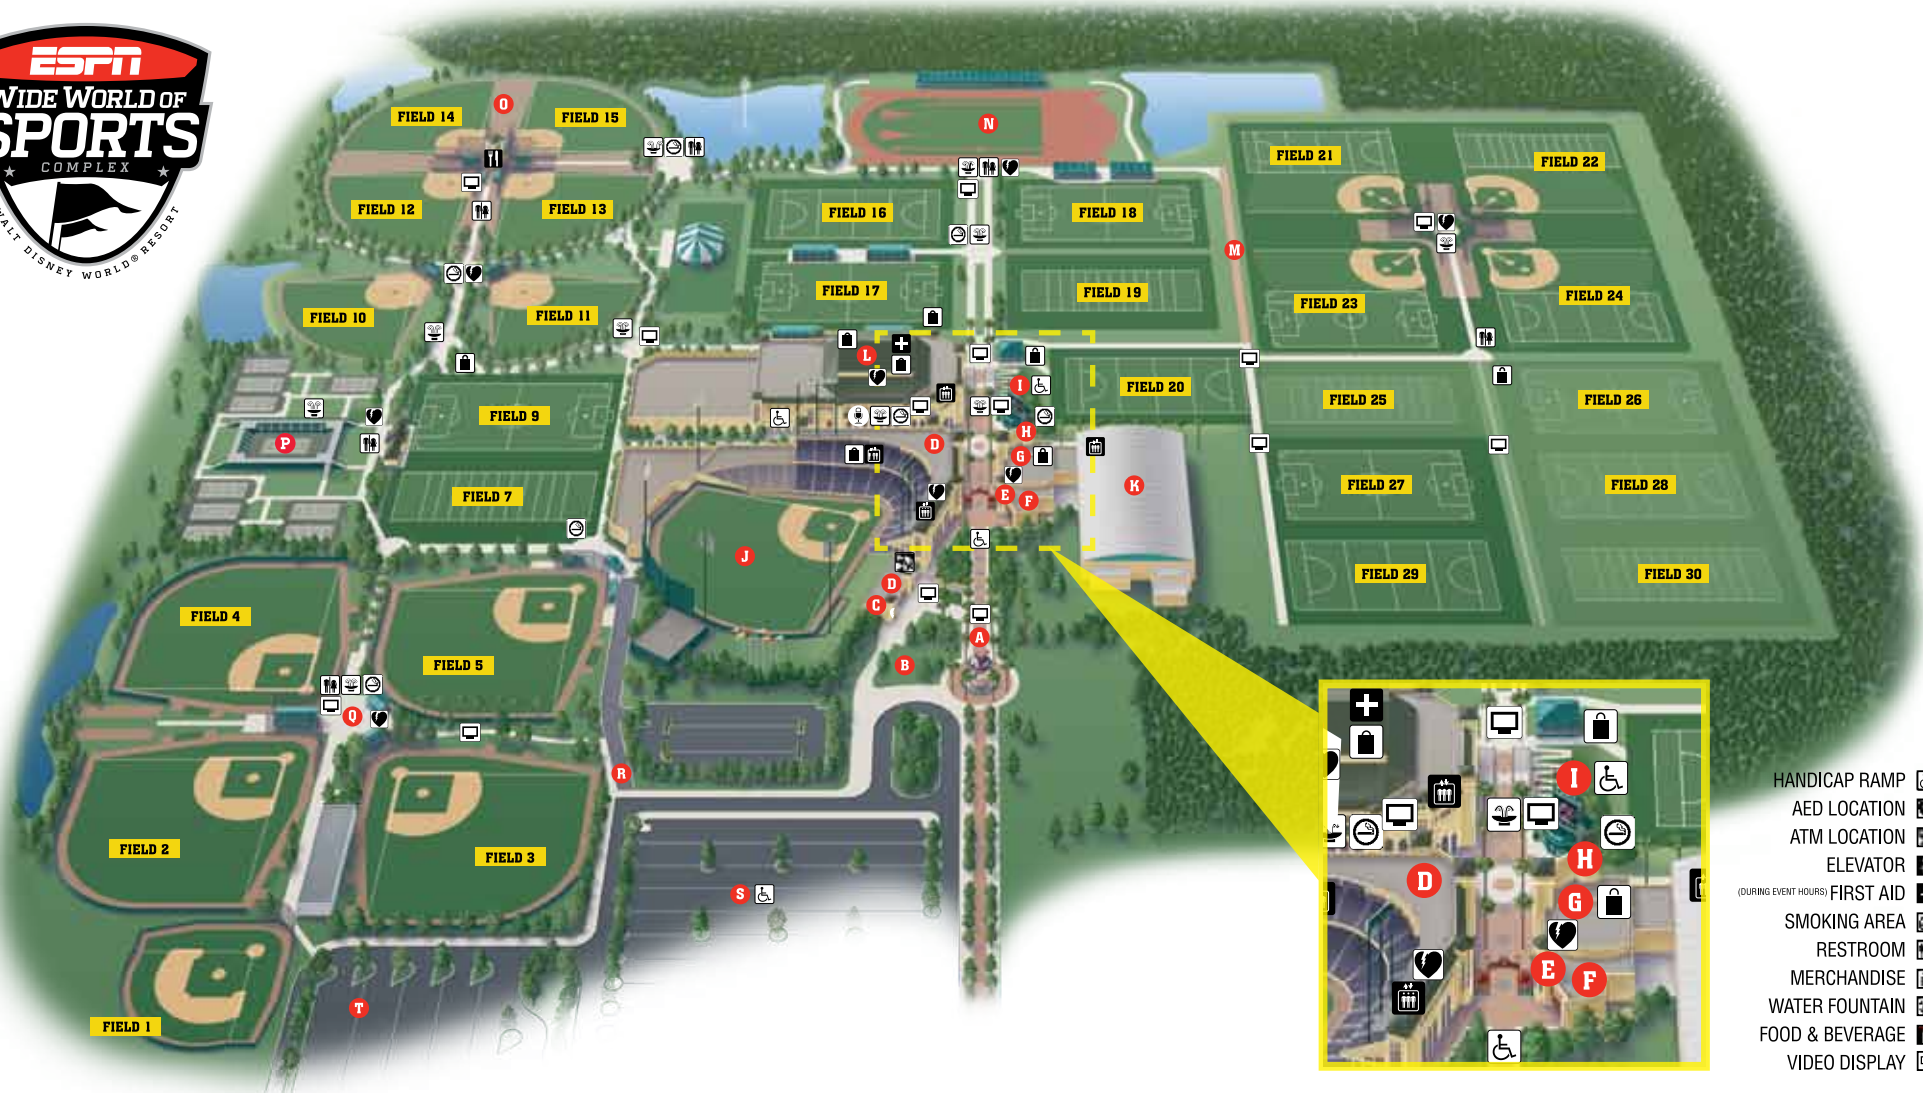 ESPN
WIDE WORLD OF
SPORTS
COMPLEX
WALT DISNEY WORLD® RESORT
FIELD 14
O
FIELD 15
N
FIELD 21
FIELD 22
FIELD 12
FIELD 13
FIELD 16
FIELD 18
M
FIELD 10
FIELD 11
FIELD 17
FIELD 19
FIELD 23
FIELD 24
L
I
FIELD 20
FIELD 25
FIELD 26
FIELD 9
P
D
H
G
K
FIELD 7
E
F
FIELD 27
FIELD 28
J
FIELD 29
FIELD 30
D
C
FIELD 4
FIELD 5
A
B
Q
R
FIELD 2
FIELD 3
S
T
FIELD 1
I
H
D
G
E
F
HANDICAP RAMP
AED LOCATION
ATM LOCATION
ELEVATOR
(DURING EVENT HOURS) FIRST AID
SMOKING AREA
RESTROOM
MERCHANDISE
WATER FOUNTAIN
FOOD & BEVERAGE
VIDEO DISPLAY